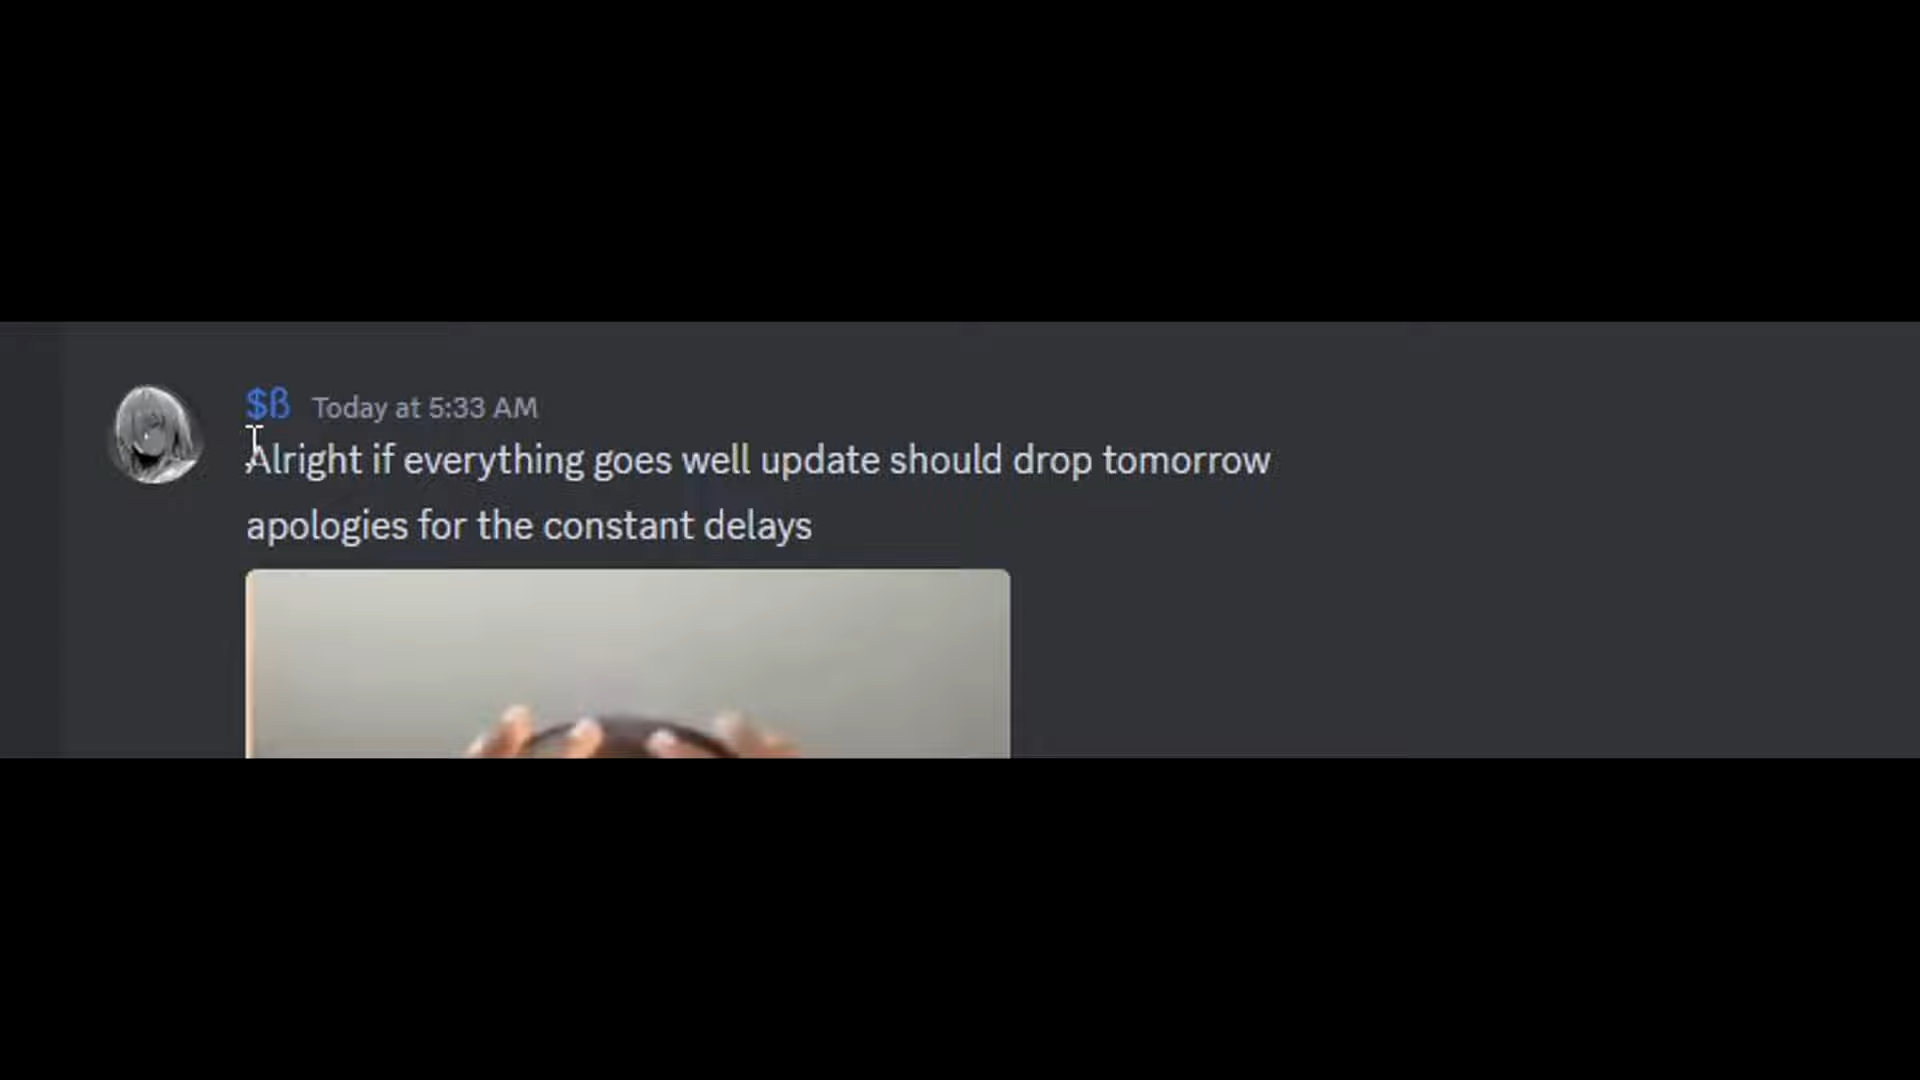 $ß Today at 5:33 AM
Alright if everything goes well update should drop tomorrow
apologies for the constant delays